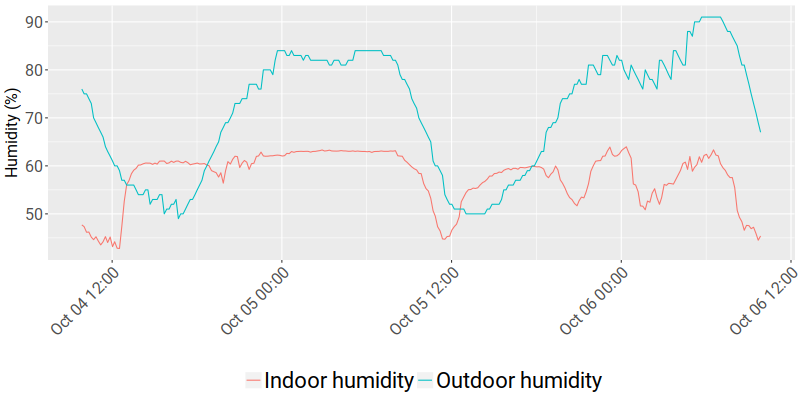 Humidity (%)
90
80
70
60
50
Oct 04 12:00
Oct 05 00:00
Oct 05 12:00
Oct 06 00:00
Oct 06 12:00
Indoor humidity Outdoor humidity